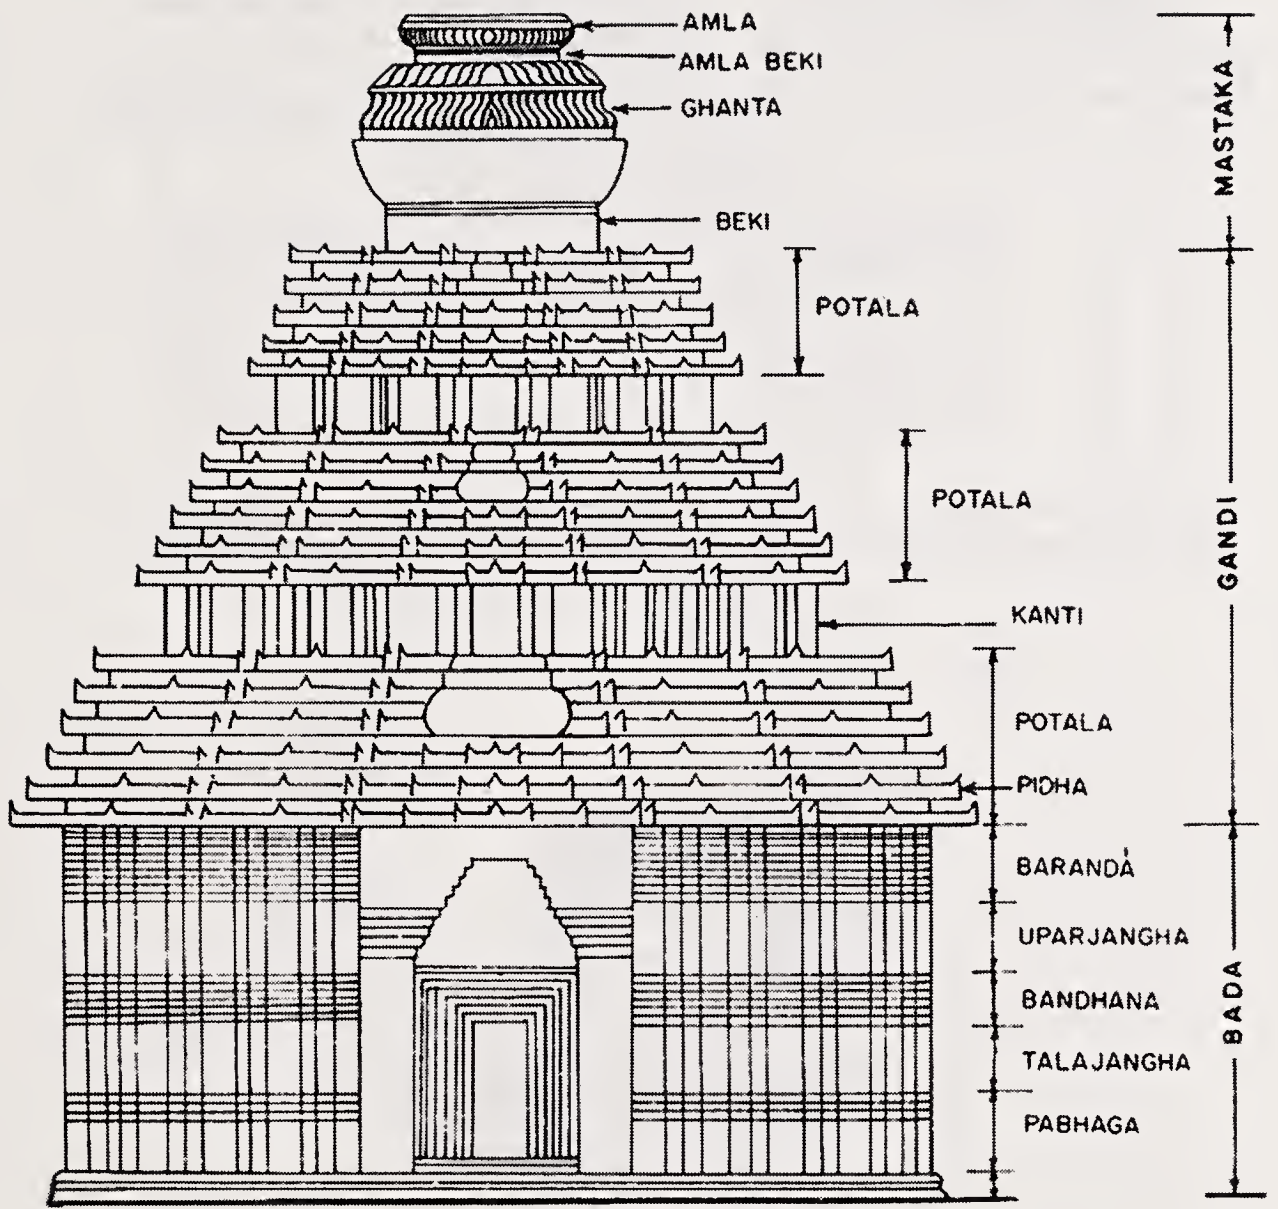 AMLA
AMLA BEKI
GHANTA
BEKI
POTALA
POTALA
KANTI
POTALA
PIDHA
BARANDA
UPARJANGHA
BANDHANA
TALAJANGHA
PABHAGA
MASTAKA
GANDI
BADA